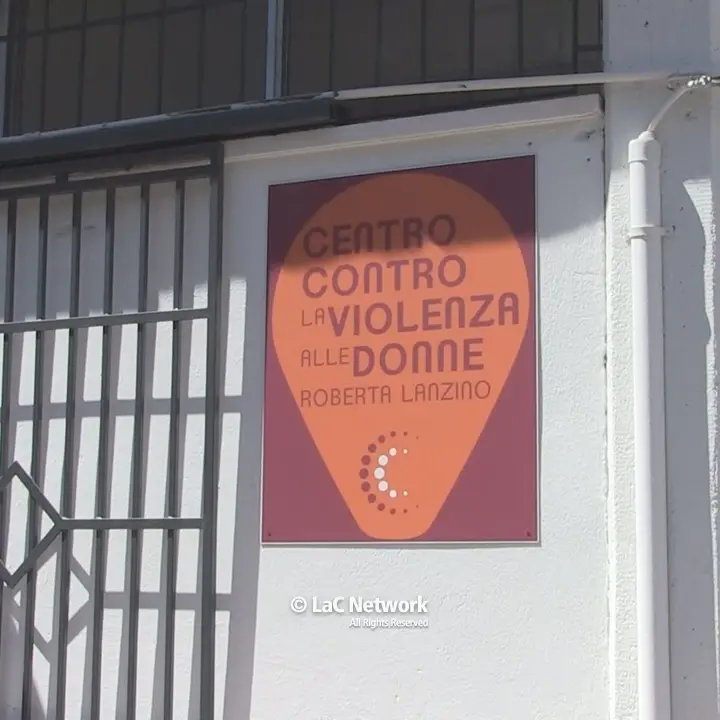 CENTRO
CONTRO
LA VIOLENZA
ALLE DONNE
ROBERTA LANZINO
© LaC Network
All Rights Reserved